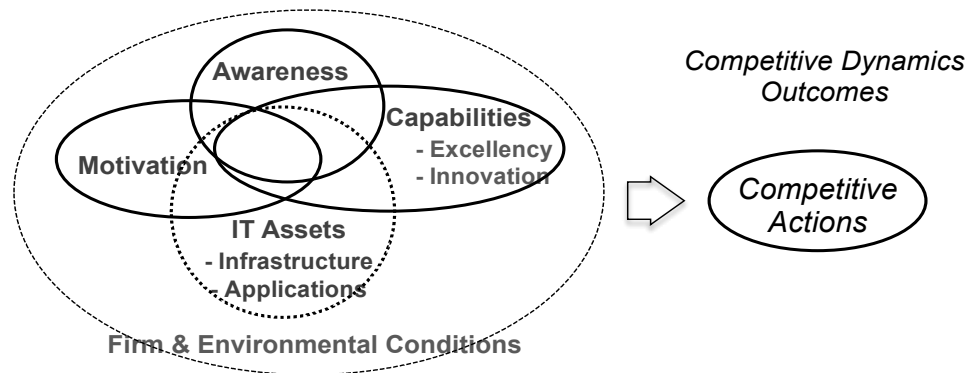 Awareness
Capabilities
- Excellency
- Innovation
Motivation
IT Assets
- Infrastructure
- Applications
Firm & Environmental Conditions
Competitive Dynamics
Outcomes
Competitive
Actions